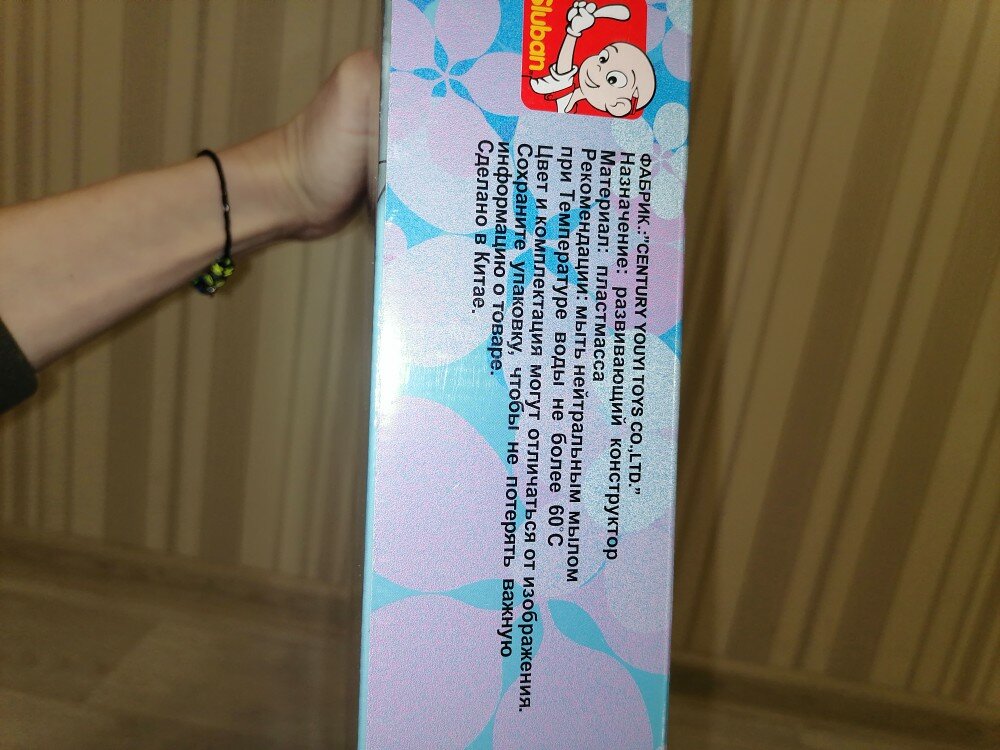 Sluban
ФАБРИК.:"CENTURY YOUYI TOYS CO.,LTD."
Назначение: развивающий конструктор
Материал: пластмасса
Рекомендации: мыть нейтральным мылом
при Температуре воды не более 60°C
Цвет и комплектация могут отличаться от изображения.
Сохраните упаковку, чтобы не потерять важную
информацию о товаре.
Сделано в Китае.